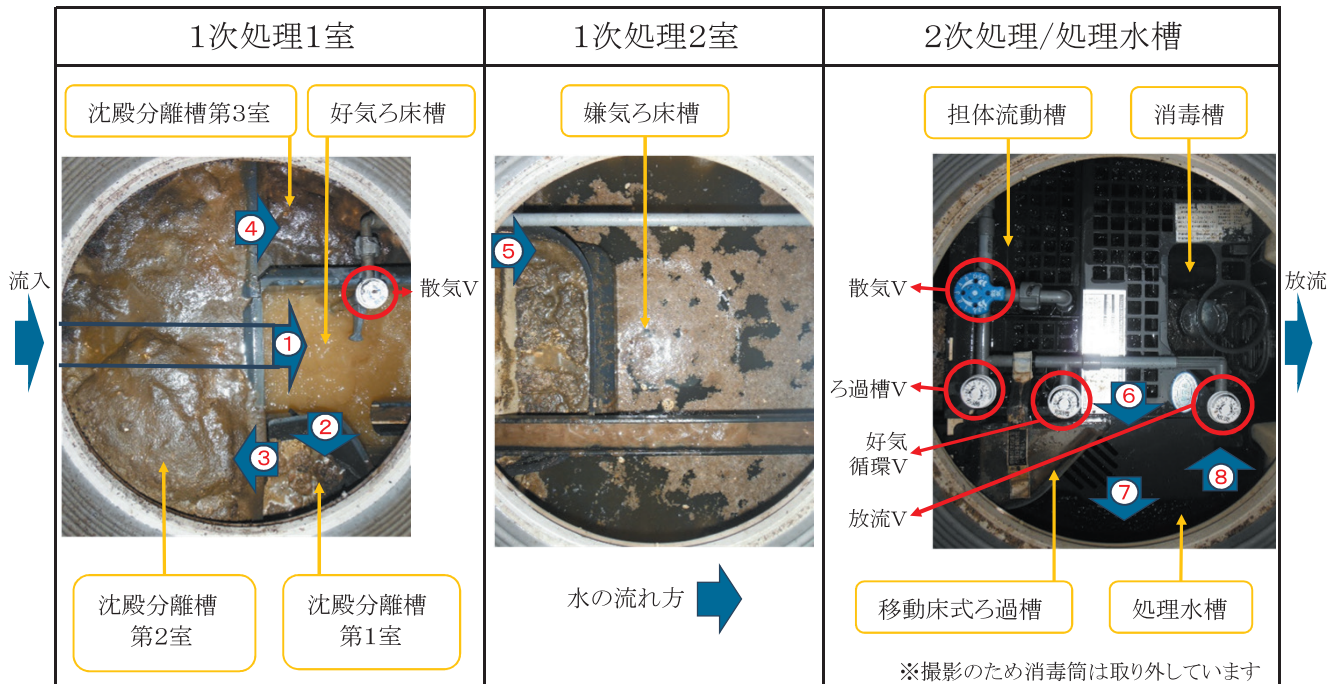 1次処理1室
1次処理2室
2次処理/処理水槽
沈殿分離槽第3室
好気ろ床槽
嫌気ろ床槽
担体流動槽
消毒槽
流入
放流
散気V
散気V
ろ過槽V
好気
循環V
放流V
①
②
③
④
⑤
⑥
⑦
⑧
沈殿分離槽
第2室
沈殿分離槽
第1室
水の流れ方
移動床式ろ過槽
処理水槽
※撮影のため消毒筒は取り外しています